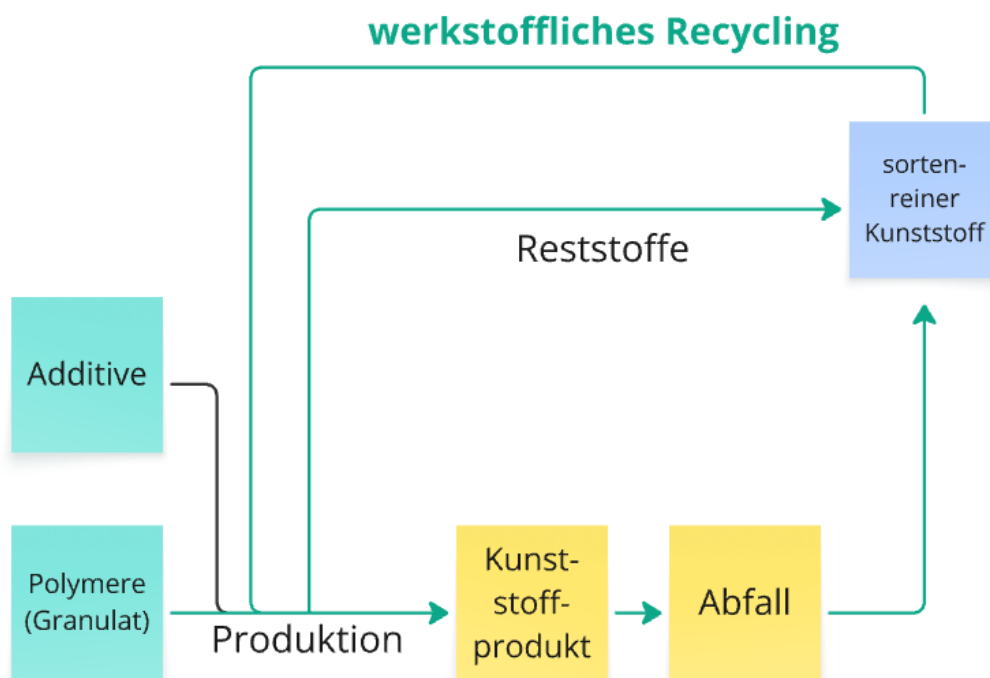 werkstoffliches Recycling
sorten-
reiner
Kunststoff
Reststoffe
Additive
Polymere
(Granulat)
Produktion
Kunst-
stoff-
produkt
Abfall